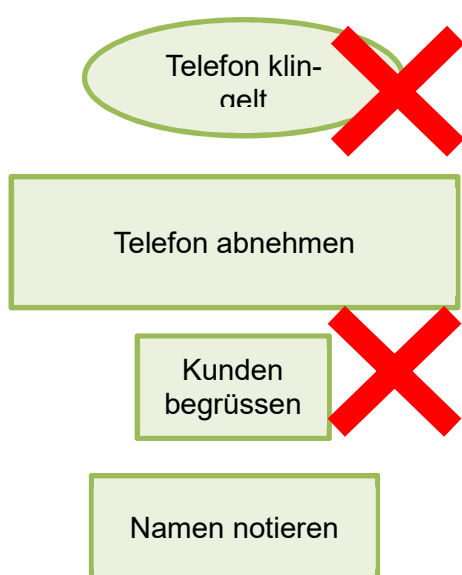 Telefon klin-
gelt
Telefon abnehmen
Kunden
begrüssen
Namen notieren